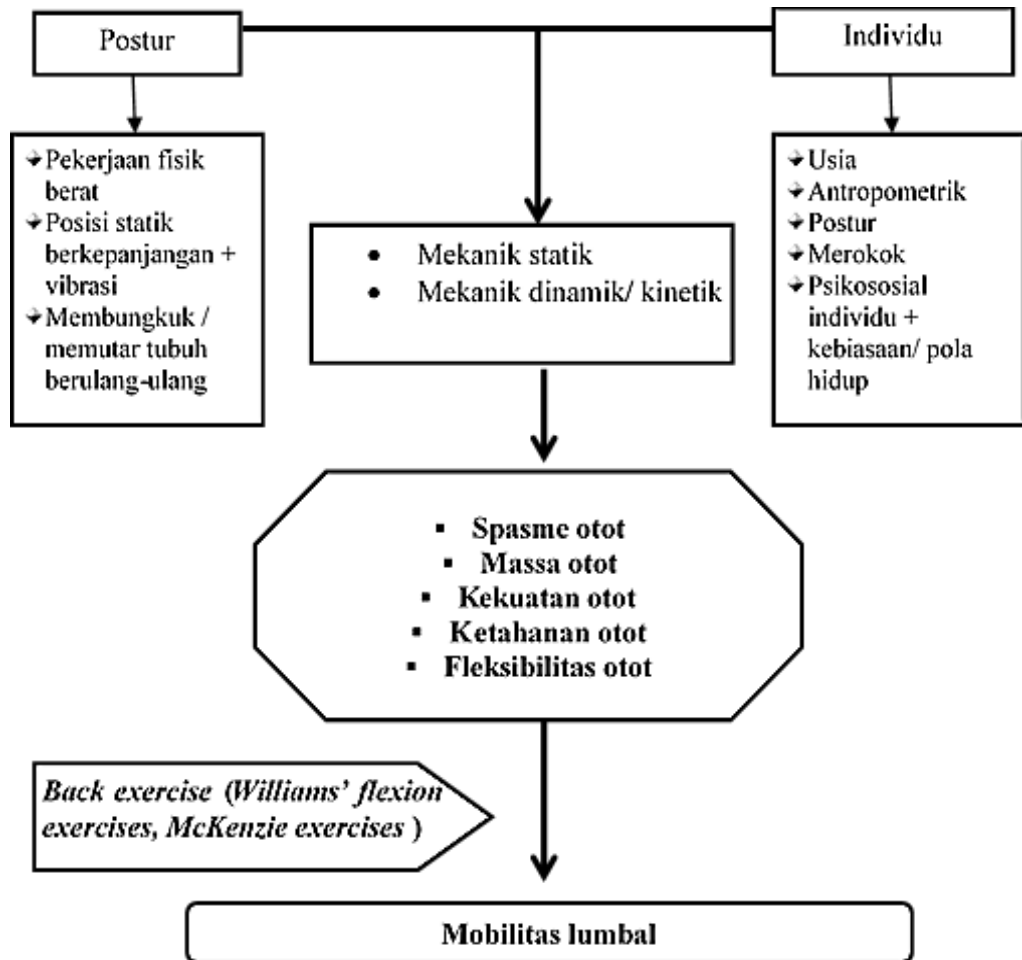 Postur
Individu
Pekerjaan fisik
berat
Posisi statik
berkepanjangan +
vibrasi
Membungkuk /
memutar tubuh
berulang-ulang
Usia
Antropometrik
Postur
Merokok
Psikososial
individu +
kebiasaan/ pola
hidup
Mekanik statik
Mekanik dinamik/ kinetik
Spasme otot
Massa otot
Kekuatan otot
Ketahanan otot
Fleksibilitas otot
Back exercise (Williams' flexion
exercises, McKenzie exercises )
Mobilitas lumbal